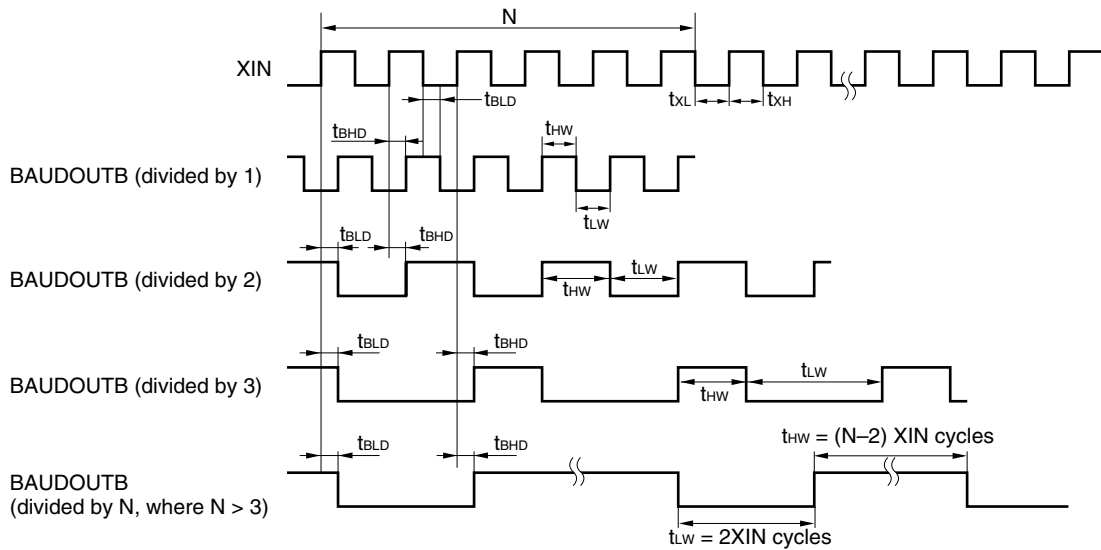 N
XIN
tBLD
tXL
tXH
tBHD
tHW
BAUDOUTB (divided by 1)
tLW
tBLD
tBHD
BAUDOUTB (divided by 2)
tHW
tLW
tBLD
tBHD
BAUDOUTB (divided by 3)
tHW
tLW
tHW = (N–2) XIN cycles
tBLD
tBHD
BAUDOUTB
(divided by N, where N > 3)
tLW = 2XIN cycles